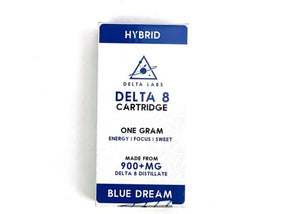 HYBRID
DELTA LABS
DELTA 8
CARTRIDGE
ONE GRAM
ENERGY | FOCUS | SWEET
MADE FROM
900+MG
DELTA 8 DISTILLATE
BLUE DREAM